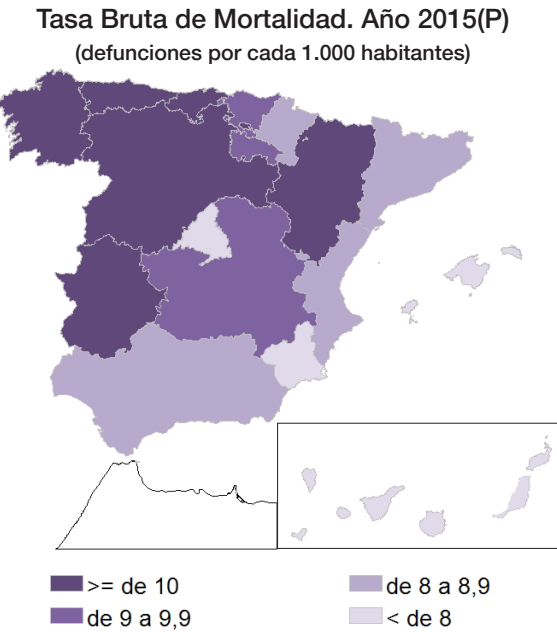 Tasa Bruta de Mortalidad. Año 2015(P)
(defunciones por cada 1.000 habitantes)
>= de 10
de 8 a 8,9
de 9 a 9,9
< de 8